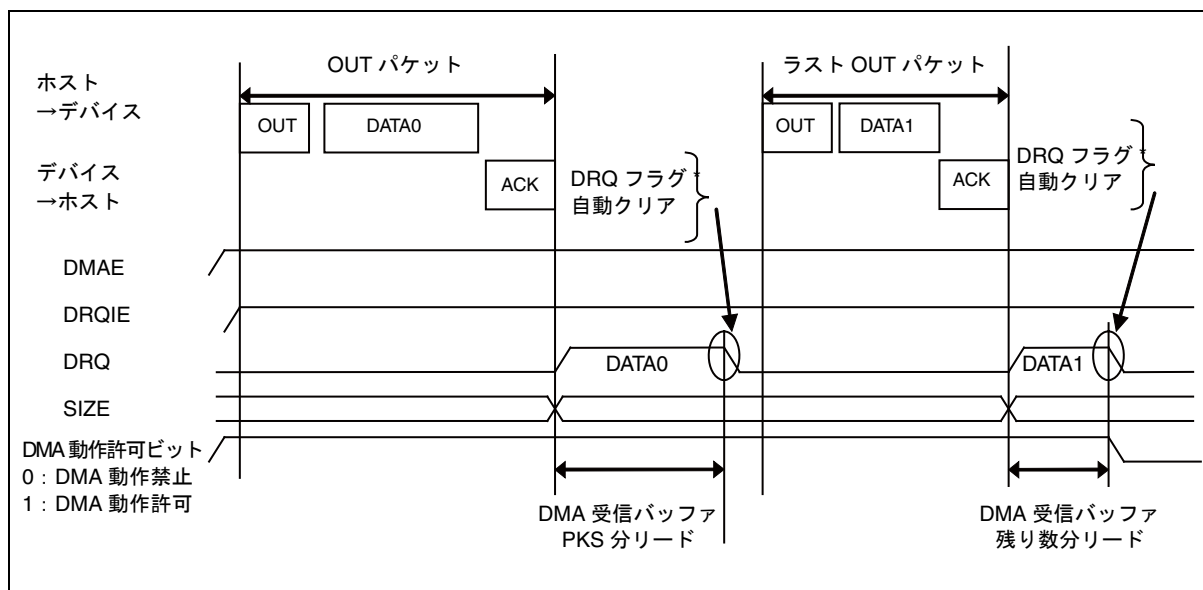 ホスト
→デバイス
OUT パケット
ラスト OUT パケット
OUT
DATA0
OUT
DATA1
デバイス
→ホスト
ACK
DRQ フラグ *
自動クリア
ACK
DRQ フラグ *
自動クリア
DMAE
DRQIE
DRQ
DATA0
DATA1
SIZE
DMA 動作許可ビット
0 : DMA 動作禁止
1 : DMA 動作許可
DMA 受信バッファ
PKS 分リード
DMA 受信バッファ
残り数分リード